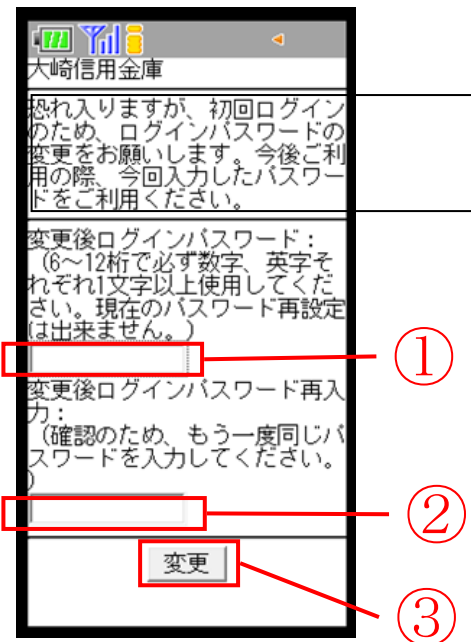 大崎信用金庫
恐れ入りますが、初回ログイン
のため、ログインパスワードの
変更をお願いします。今後ご利
用の際、今回入力したパスワー
ドをご利用ください。
変更後ログインパスワード：
（6～12桁で必ず数字、英字そ
れぞれ1文字以上使用してくだ
さい。現在のパスワード再設定
は出来ません。）
①
変更後ログインパスワード再入
力：
（確認のため、もう一度同じパ
スワードを入力してください。
）
②
変更
③